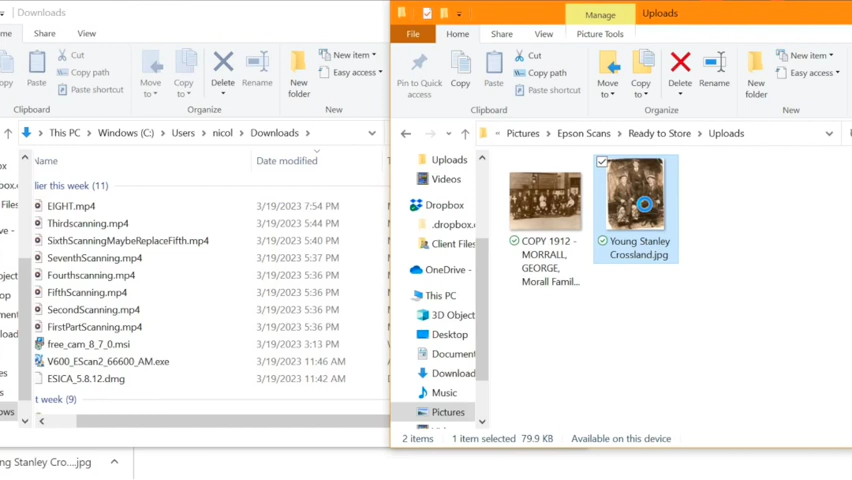 Downloads
Manage
Uploads
me
Share
View
File
Home
Share
View
Picture Tools
Paste
Cut
Copy path
Paste shortcut
Move to
Copy to
Delete
Rename
New folder
New item
Easy access
Clipboard
Organize
New
Pin to Quick access
Copy
Paste
Cut
Copy path
Paste shortcut
Move to
Copy to
Delete
Rename
New folder
New item
Easy access
Clipboard
Organize
New
This PC > Windows (C:) > Users > nicol > Downloads >
« Pictures > Epson Scans > Ready to Store > Uploads
Name
Date modified
lier this week (11)
EIGHT.mp4 3/19/2023 7:54 PM
Thirdscanning.mp4 3/19/2023 5:44 PM
SixthScanningMaybeReplaceFifth.mp4 3/19/2023 5:40 PM
SeventhScanning.mp4 3/19/2023 5:37 PM
Fourthscanning.mp4 3/19/2023 5:36 PM
FifthScanning.mp4 3/19/2023 5:36 PM
SecondScanning.mp4 3/19/2023 5:36 PM
FirstPartScanning.mp4 3/19/2023 5:36 PM
free_cam_8_7_0.msi 3/19/2023 3:13 PM
V600_EScan2_66600_AM.exe 3/19/2023 11:46 AM
ESICA_5.8.12.dmg 3/19/2023 11:42 AM
t week (9)
Uploads
Videos
Dropbox
.dropbox.c
Client Files
OneDrive -
This PC
3D Object
Desktop
Document
Download
Music
Pictures
COPY 1912 -
MORRALL,
GEORGE,
Morall Famil...
Young Stanley
Crossland.jpg
2 items
1 item selected 79.9 KB
Available on this device
ng Stanley Cro....jpg